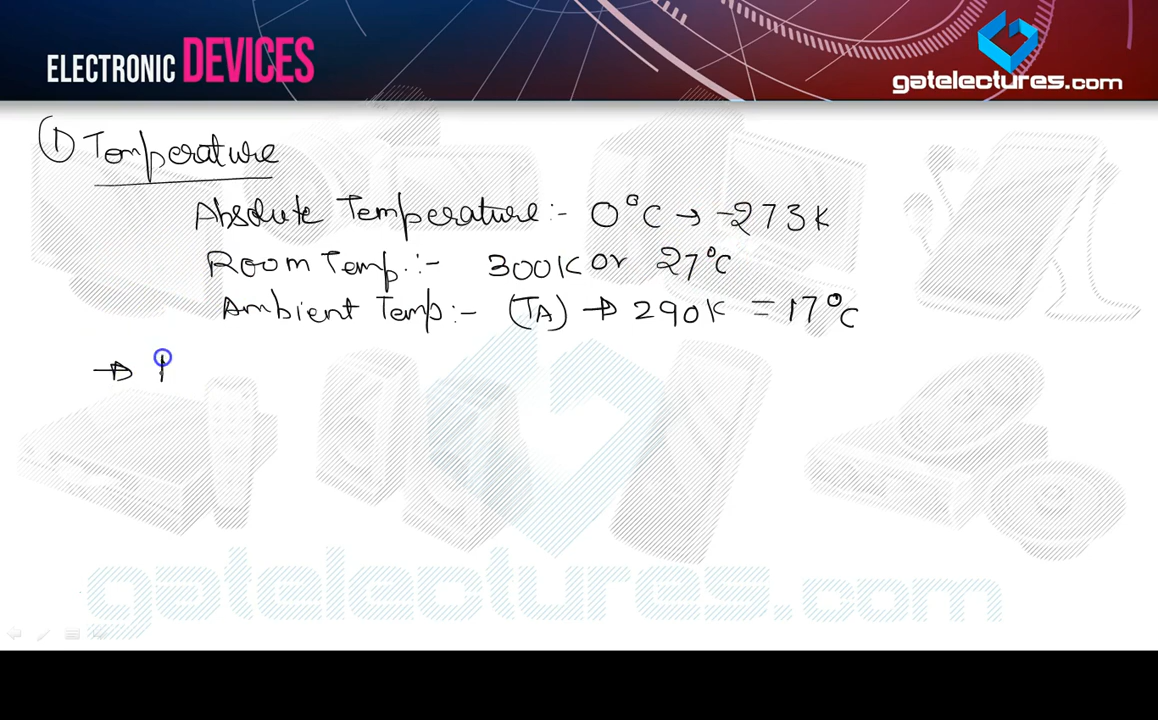 ELECTRONIC DEVICES
gatelectures.com
① Temperature
Absolute Temperature :- 0°C → -273K
Room Temp. :- 300K or 27°C
Ambient Temp :- (TA) → 290K = 17°C
→
gatelectures.com